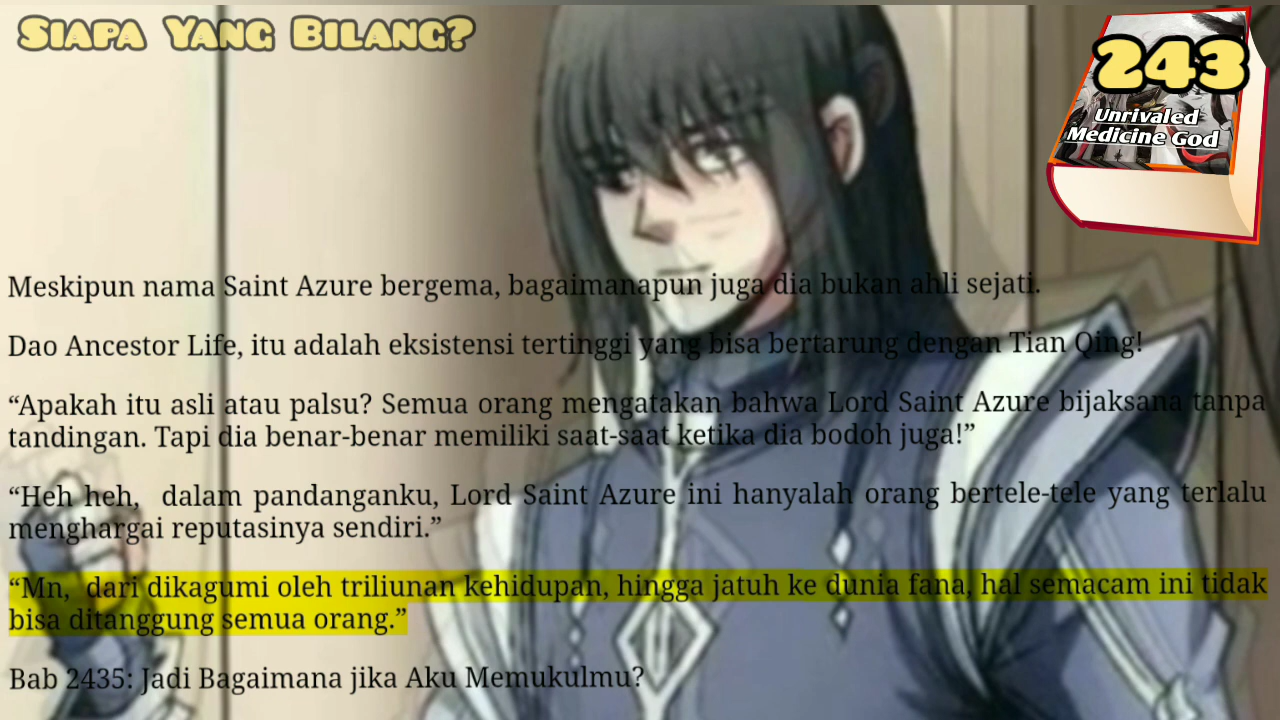 Siapa Yang Bilang?
243
Unrivaled
Medicine God
Meskipun nama Saint Azure bergema, bagaimanapun juga dia bukan ahli sejati.
Dao Ancestor Life, itu adalah eksistensi tertinggi yang bisa bertarung dengan Tian Qing!
“Apakah itu asli atau palsu? Semua orang mengatakan bahwa Lord Saint Azure bijaksana tanpa
tandingan. Tapi dia benar-benar memiliki saat-saat ketika dia bodoh juga!”
“Heh heh, dalam pandanganku, Lord Saint Azure ini hanyalah orang bertele-tele yang terlalu
menghargai reputasinya sendiri.”
“Mn, dari dikagumi oleh triliunan kehidupan, hingga jatuh ke dunia fana, hal semacam ini tidak
bisa ditanggung semua orang.”
Bab 2435: Jadi Bagaimana jika Aku Memukulmu?